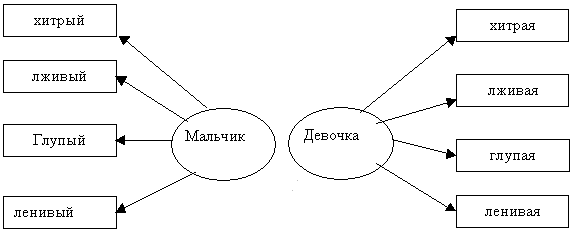 хитрый
лживый
Глупый
ленивый
Мальчик
Девочка
хитрая
лживая
глупая
ленивая